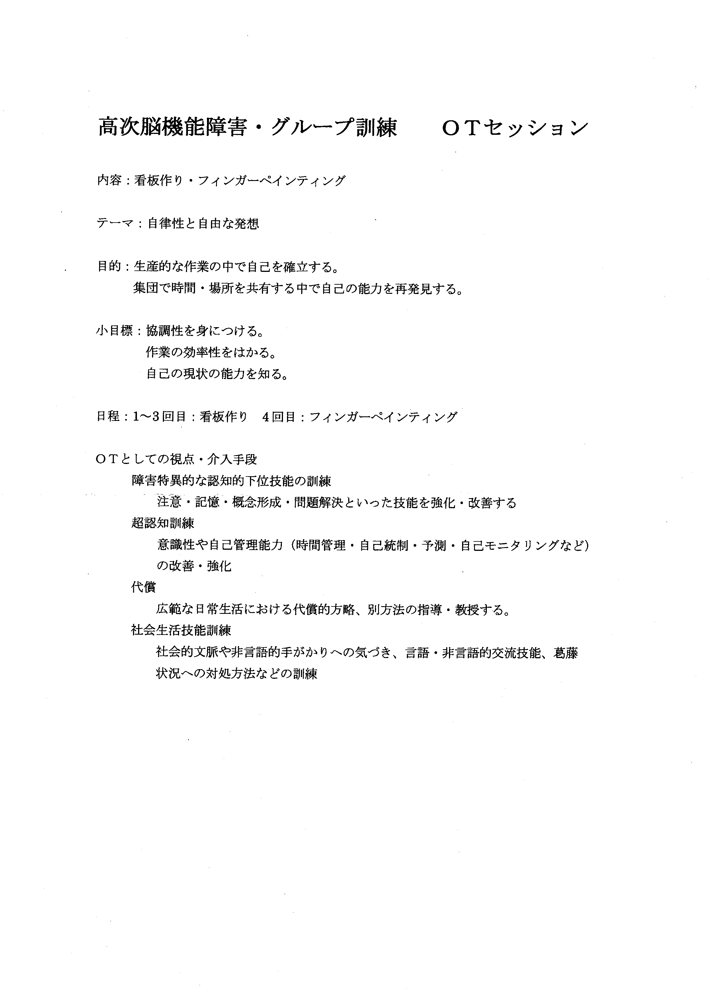 高次脳機能障害・グループ訓練　　ＯＴセッション
内容：看板作り・フィンガーペインティング
テーマ：自律性と自由な発想
目的：生産的な作業の中で自己を確立する。
集団で時間・場所を共有する中で自己の能力を再発見する。
小目標：協調性を身につける。
作業の効率性をはかる。
自己の現状の能力を知る。
日程：1～3回目：看板作り　4回目：フィンガーペインティング
ＯＴとしての視点・介入手段
障害特異的な認知的下位技能の訓練
注意・記憶・概念形成・問題解決といった技能を強化・改善する
超認知訓練
意識性や自己管理能力（時間管理・自己統制・予測・自己モニタリングなど）
の改善・強化
代償
広範な日常生活における代償的方略、別方法の指導・教授する。
社会生活技能訓練
社会的文脈や非言語的手がかりへの気づき、言語・非言語的交流技能、葛藤
状況への対処方法などの訓練